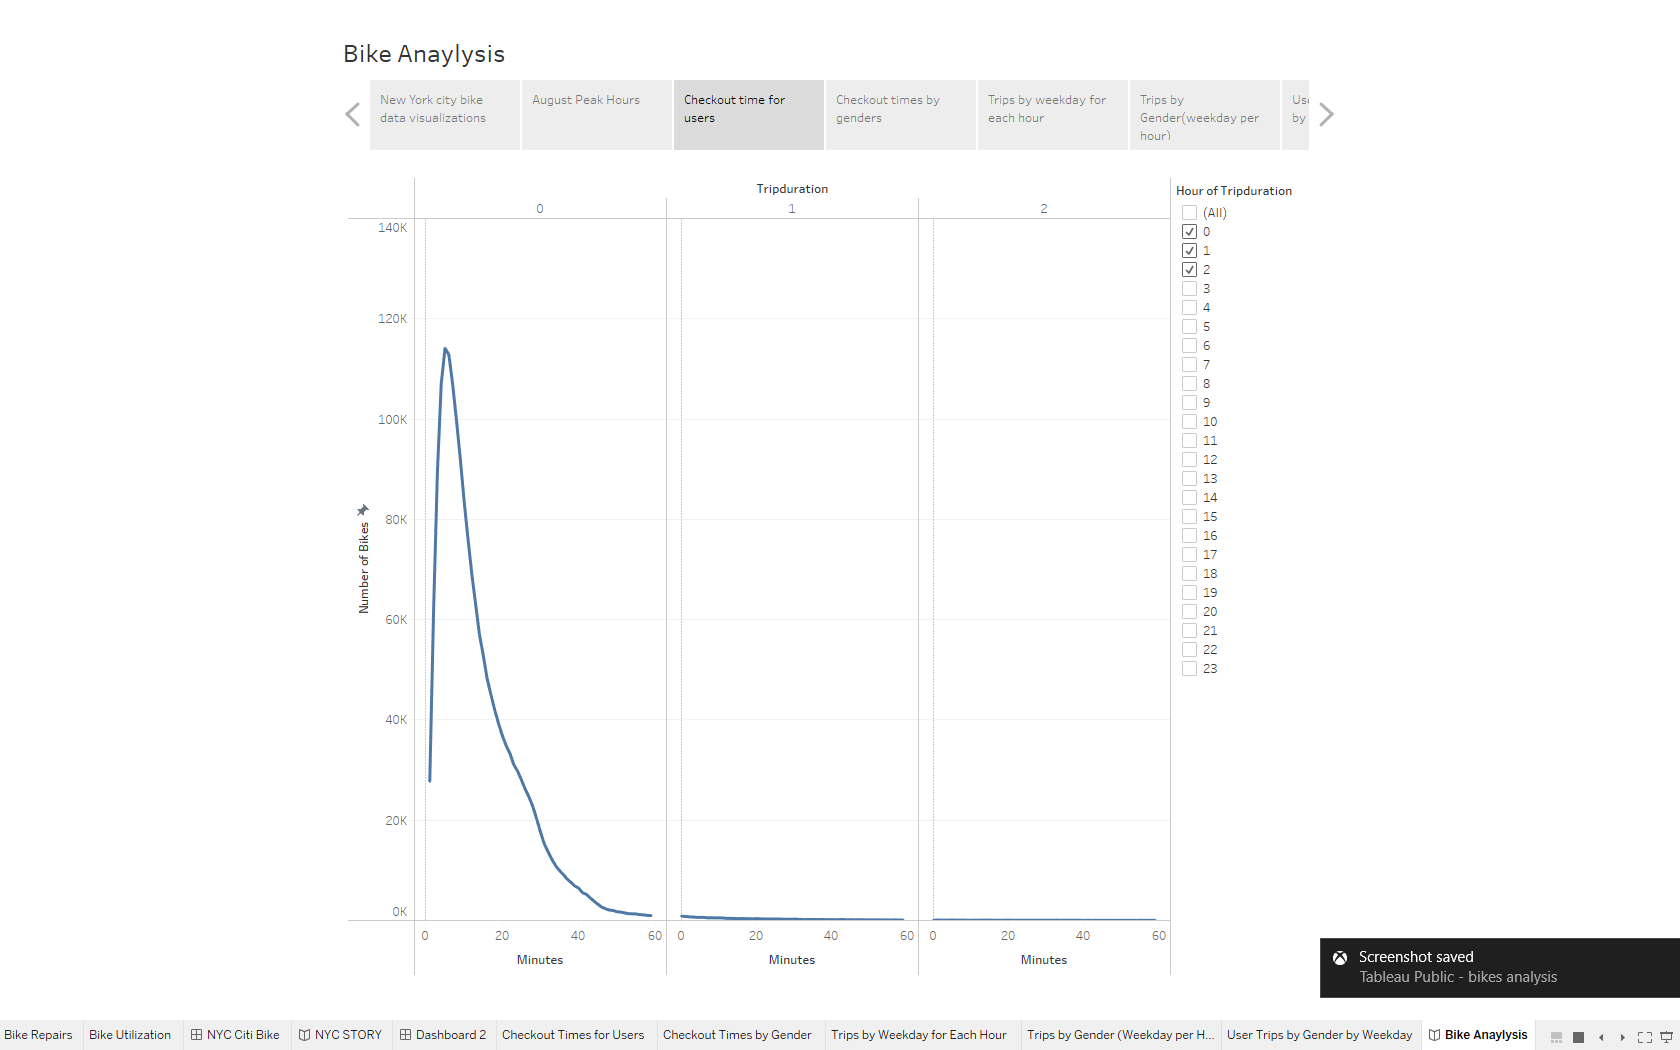 Bike Anaylysis
New York city bike
data visualizations
August Peak Hours
Checkout time for
users
Checkout times by
genders
Trips by weekday for
each hour
Trips by
Gender(weekday per
hour)
by
Tripduration
0
1
2
140K
120K
100K
80K
60K
40K
20K
0K
Number of Bikes
0
20
40
60
0
20
40
60
0
20
40
60
Minutes
Minutes
Minutes
Hour of Tripduration
(All)
0
1
2
3
4
5
6
7
8
9
10
11
12
13
14
15
16
17
18
19
20
21
22
23
Screenshot saved
Tableau Public - bikes analysis
Bike Repairs
Bike Utilization
NYC Citi Bike
NYC STORY
Dashboard 2
Checkout Times for Users
Checkout Times by Gender
Trips by Weekday for Each Hour
Trips by Gender (Weekday per H...
User Trips by Gender by Weekday
Bike Anaylysis